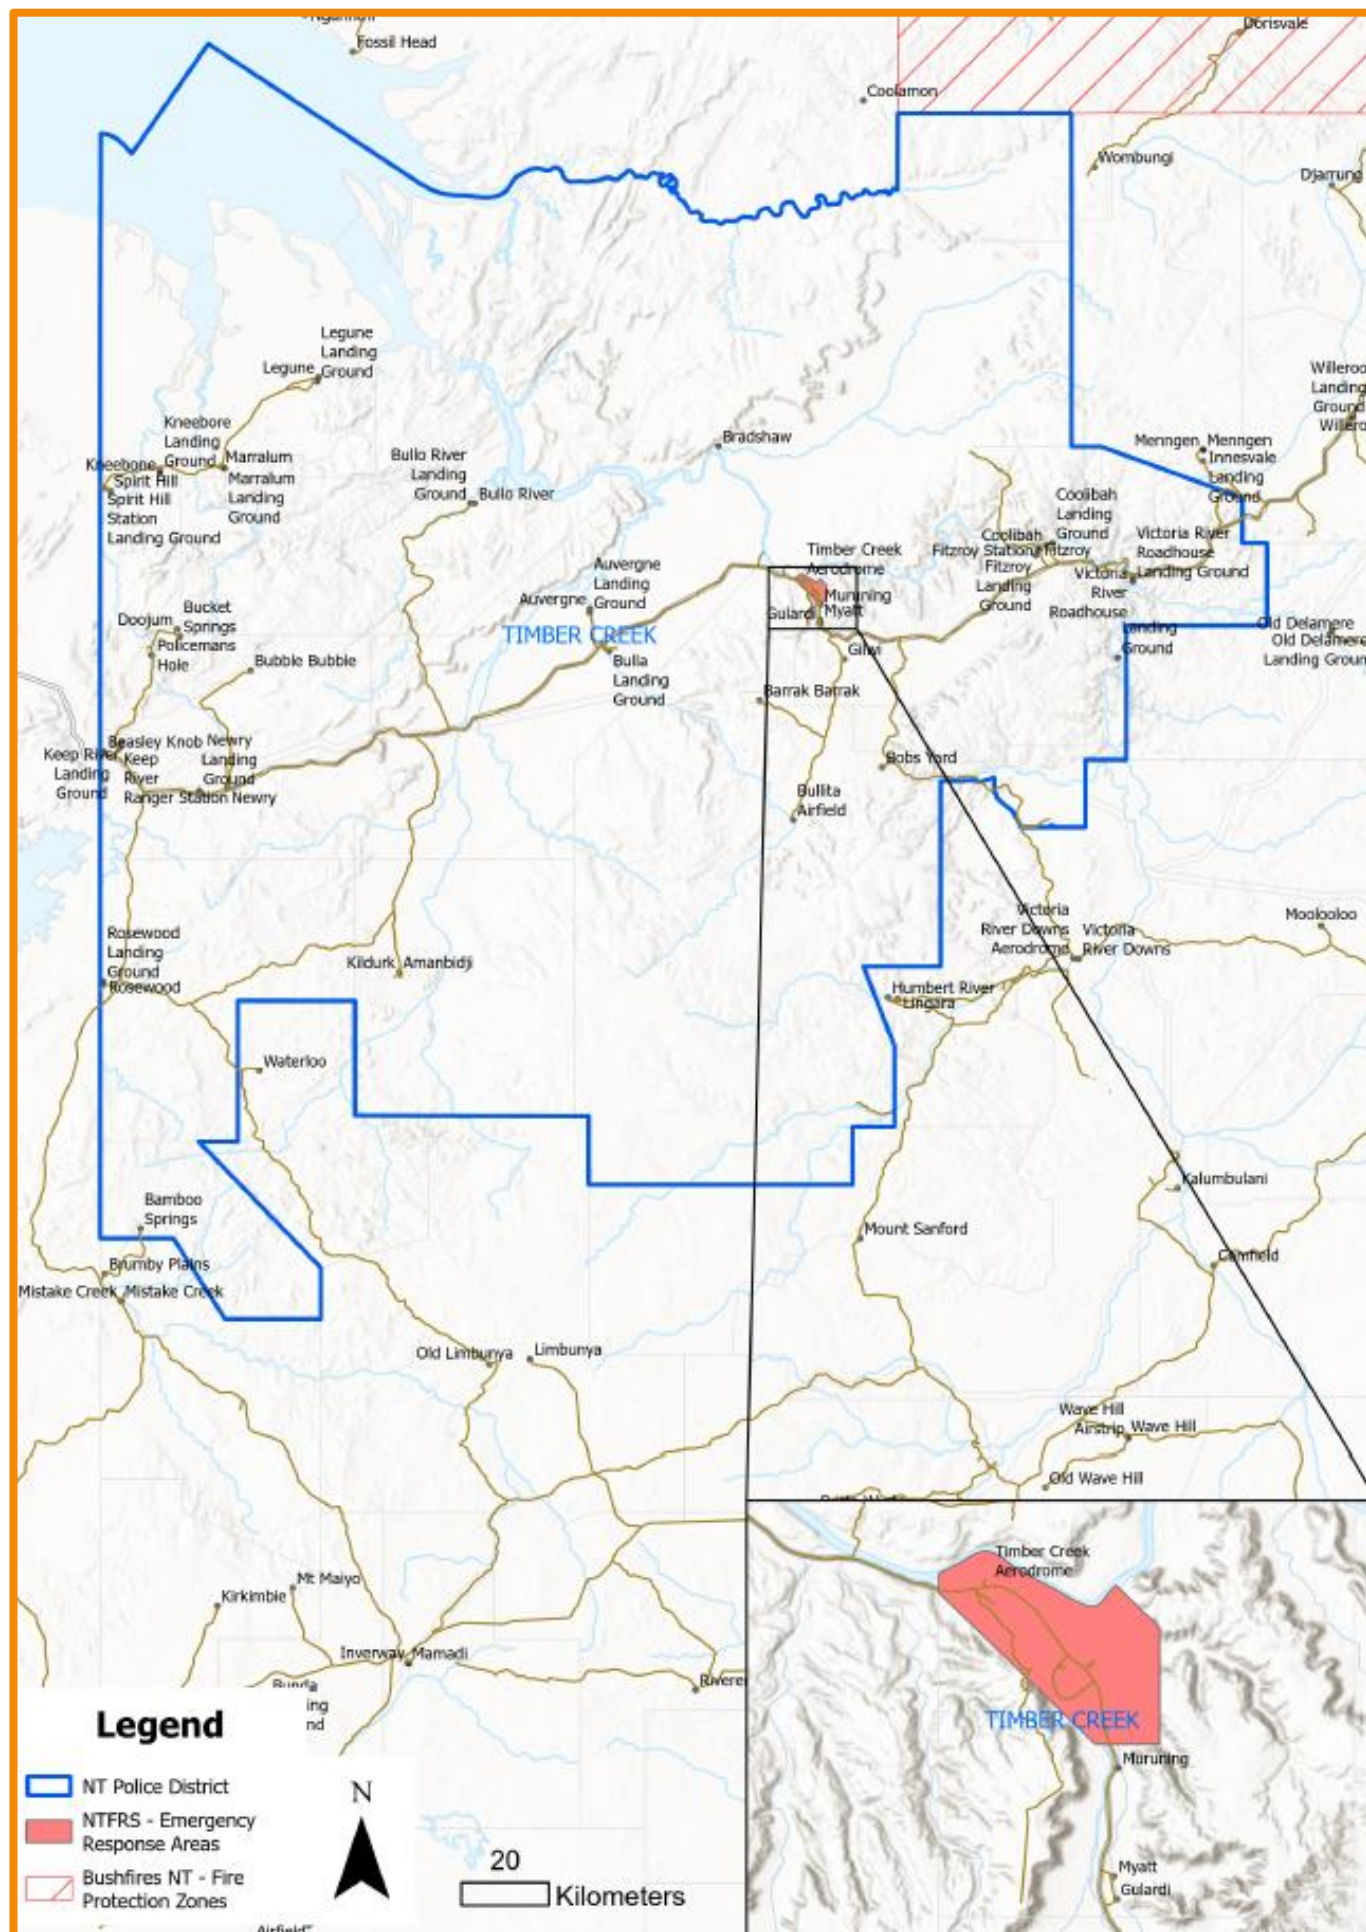 Fossil Head
Dorisvale
Coolamon
Wombungi
Djarrung
Legune
Landing
Ground
Legune
Kneebore
Landing
Ground
Kneebone
Marralum
Spirit Hill
Marralum
Landing
Ground
Spirit Hill
Station
Landing Ground
Bullo River
Landing
Ground
Bullo River
Bradshaw
Menngen
Menngen
Innesvale
Landing
Ground
Willeroo
Landing
Ground
Willero
Coolibah
Landing
Ground
Coolibah
Fitzroy Station
Fitzroy
Fitzroy
Landing
Ground
Victoria River
Roadhouse
Landing Ground
Victoria
River
Roadhouse
Landing
Ground
Timber Creek
Aerodrome
Muruning
Myatt
Gulardi
Auvergne
Landing
Ground
Auvergne
TIMBER CREEK
Bulla
Landing
Ground
Doojum
Bucket
Springs
Policemans
Hole
Bubble Bubble
Giliwi
Barrak Barrak
Old Delamere
Old Delamere
Landing Groun
Keep River
Landing
Ground
Beasley Knob
Keep
River
Ranger Station
Newry
Landing
Ground
Newry
Bobs Yard
Bullita
Airfield
Rosewood
Landing
Ground
Rosewood
Kildurk
Amanbidji
Victoria
River Downs
Aerodrome
Victoria
River Downs
Moolooloo
Humbert River
Lingara
Waterloo
Bamboo
Springs
Brumby Plains
Mistake Creek
Mistake Creek
Kalumbulani
Mount Sanford
Old Limbunya
Limbunya
Wave Hill
Airstrip
Wave Hill
Old Wave Hill
Mt Maiyo
Kirkimbie
Inverway
Mamadi
Rivere
Bunda
ing
nd
Timber Creek
Aerodrome
TIMBER CREEK
Muruning
Myatt
Gulardi
Legend
NT Police District
NTFRS - Emergency
Response Areas
Bushfires NT - Fire
Protection Zones
N
20
Kilometers